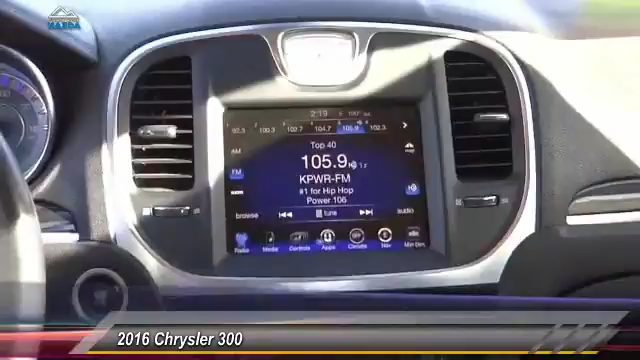 MAZDA
2:19
92.3 100.3 102.7 104.7 105.9 102.3
AM
Top 40
FM
105.9
KPWR-FM
#1 for Hip Hop
Power 106
browse tune audio
Radio Media Controls Apps Climate Nav
2016 Chrysler 300